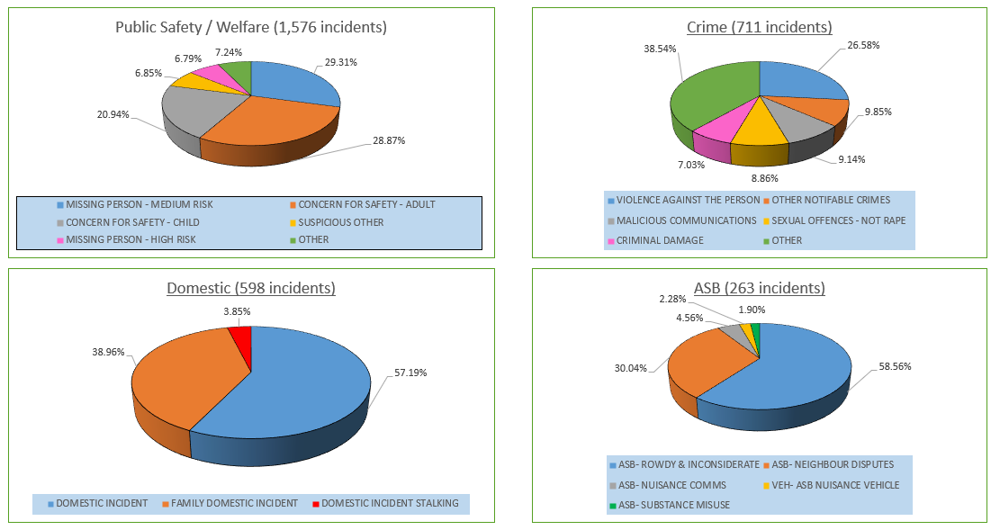 Public Safety / Welfare (1,576 incidents)
7.24%
6.79%
29.31%
6.85%
20.94%
28.87%
MISSING PERSON - MEDIUM RISK
CONCERN FOR SAFETY - ADULT
CONCERN FOR SAFETY - CHILD
SUSPICIOUS OTHER
MISSING PERSON - HIGH RISK
OTHER
Crime (711 incidents)
38.54%
26.58%
9.85%
9.14%
7.03%
8.86%
VIOLENCE AGAINST THE PERSON
OTHER NOTIFABLE CRIMES
MALICIOUS COMMUNICATIONS
SEXUAL OFFENCES - NOT RAPE
CRIMINAL DAMAGE
OTHER
Domestic (598 incidents)
3.85%
38.96%
57.19%
DOMESTIC INCIDENT
FAMILY DOMESTIC INCIDENT
DOMESTIC INCIDENT STALKING
ASB (263 incidents)
2.28%
1.90%
4.56%
30.04%
58.56%
ASB- ROWDY & INCONSIDERATE
ASB- NEIGHBOUR DISPUTES
ASB- NUISANCE COMMS
VEH- ASB NUISANCE VEHICLE
ASB- SUBSTANCE MISUSE